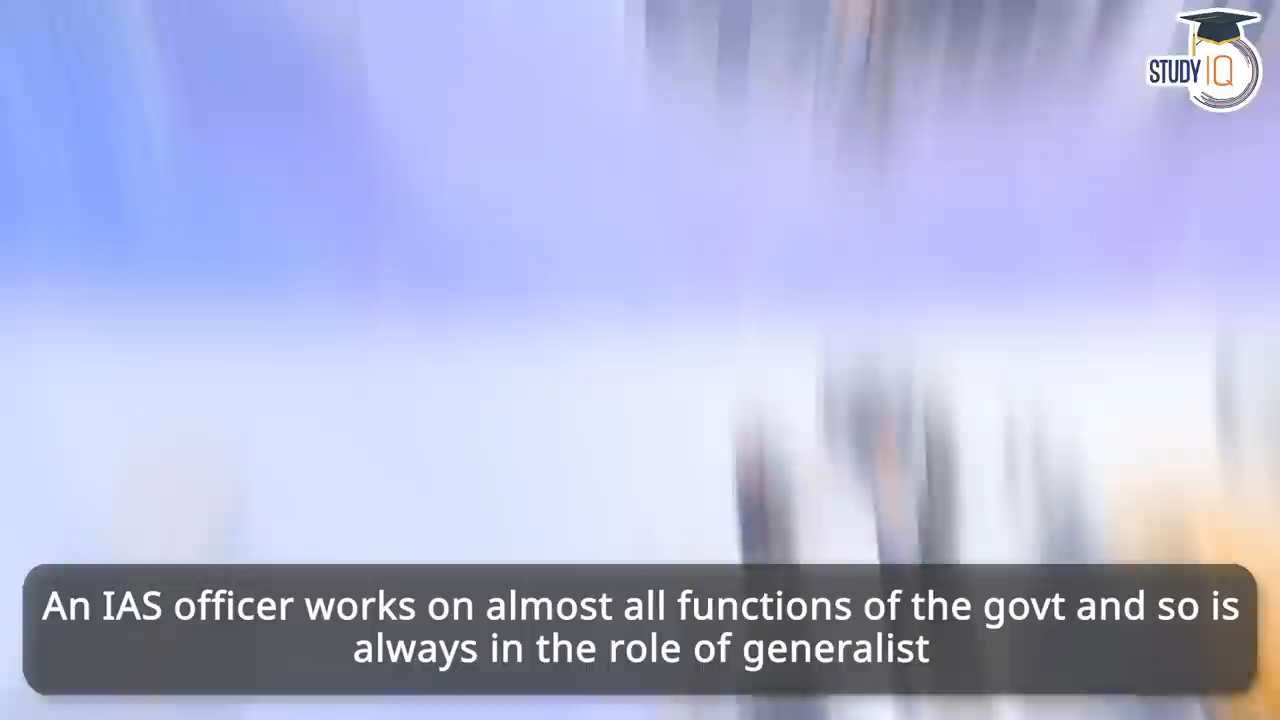 STUDY IQ
An IAS officer works on almost all functions of the govt and so is
always in the role of generalist